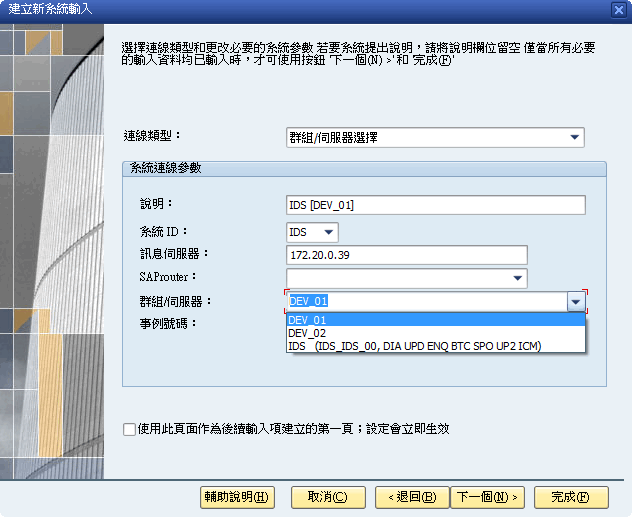 建立新系統輸入
選擇連線類型和更改必要的系統參數 若要系統提出說明，請將說明欄位留空 僅當所有必要
的輸入資料均已輸入時，才可使用按鈕 '下一個(N) >'和 '完成(F)'
連線類型： 群組/伺服器選擇
系統連線參數
說明： IDS [DEV_01]
系統 ID： IDS
訊息伺服器： 172.20.0.39
SAProuter：
群組/伺服器： DEV_01
DEV_01
事例號碼：
DEV_02
IDS (IDS_IDS_00, DIA UPD ENQ BTC SPO UP2 ICM)
使用此頁面作為後續輸入項建立的第一頁；設定會立即生效
輔助說明(H) 取消(C) < 退回(B) 下一個(N) > 完成(F)